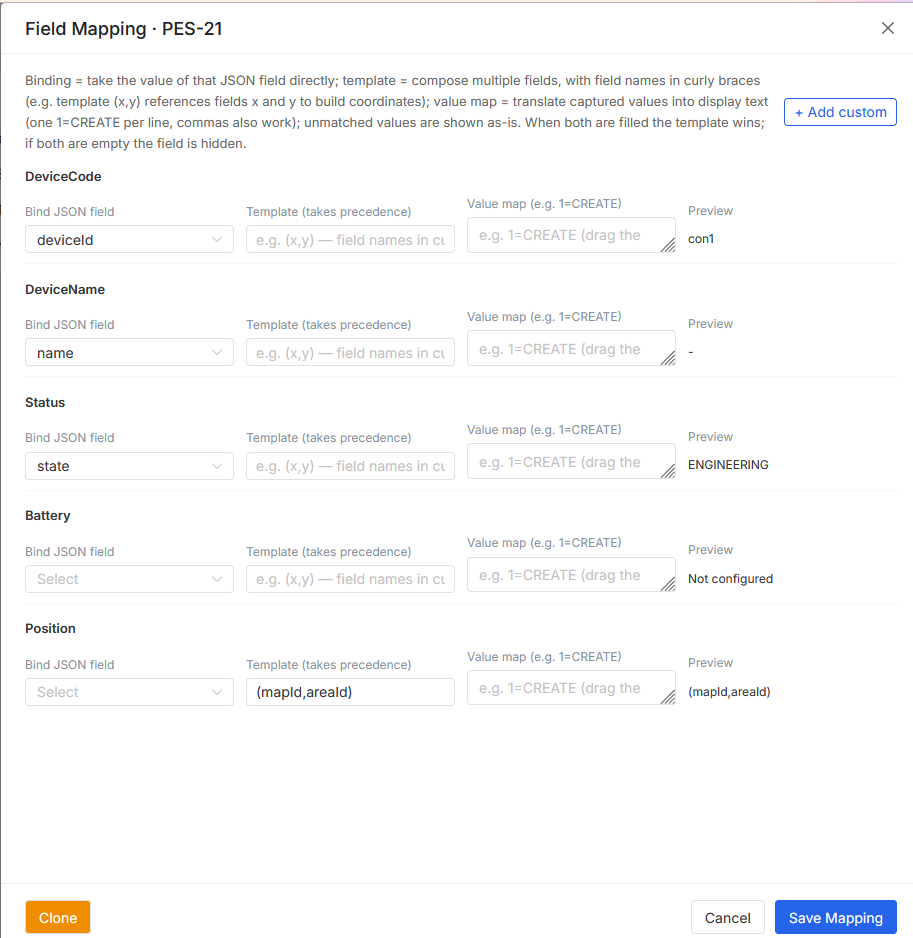 Field Mapping · PES-21
Binding = take the value of that JSON field directly; template = compose multiple fields, with field names in curly braces
(e.g. template (x,y) references fields x and y to build coordinates); value map = translate captured values into display text
(one 1=CREATE per line, commas also work); unmatched values are shown as-is. When both are filled the template wins;
if both are empty the field is hidden.
+ Add custom
DeviceCode
Bind JSON field
Template (takes precedence)
Value map (e.g. 1=CREATE)
Preview
deviceId
e.g. (x,y) — field names in cu
e.g. 1=CREATE (drag the
con1
DeviceName
Bind JSON field
Template (takes precedence)
Value map (e.g. 1=CREATE)
Preview
name
e.g. (x,y) — field names in cu
e.g. 1=CREATE (drag the
-
Status
Bind JSON field
Template (takes precedence)
Value map (e.g. 1=CREATE)
Preview
state
e.g. (x,y) — field names in cu
e.g. 1=CREATE (drag the
ENGINEERING
Battery
Bind JSON field
Template (takes precedence)
Value map (e.g. 1=CREATE)
Preview
Select
e.g. (x,y) — field names in cu
e.g. 1=CREATE (drag the
Not configured
Position
Bind JSON field
Template (takes precedence)
Value map (e.g. 1=CREATE)
Preview
Select
(mapId,areaId)
e.g. 1=CREATE (drag the
(mapId,areaId)
Clone
Cancel
Save Mapping